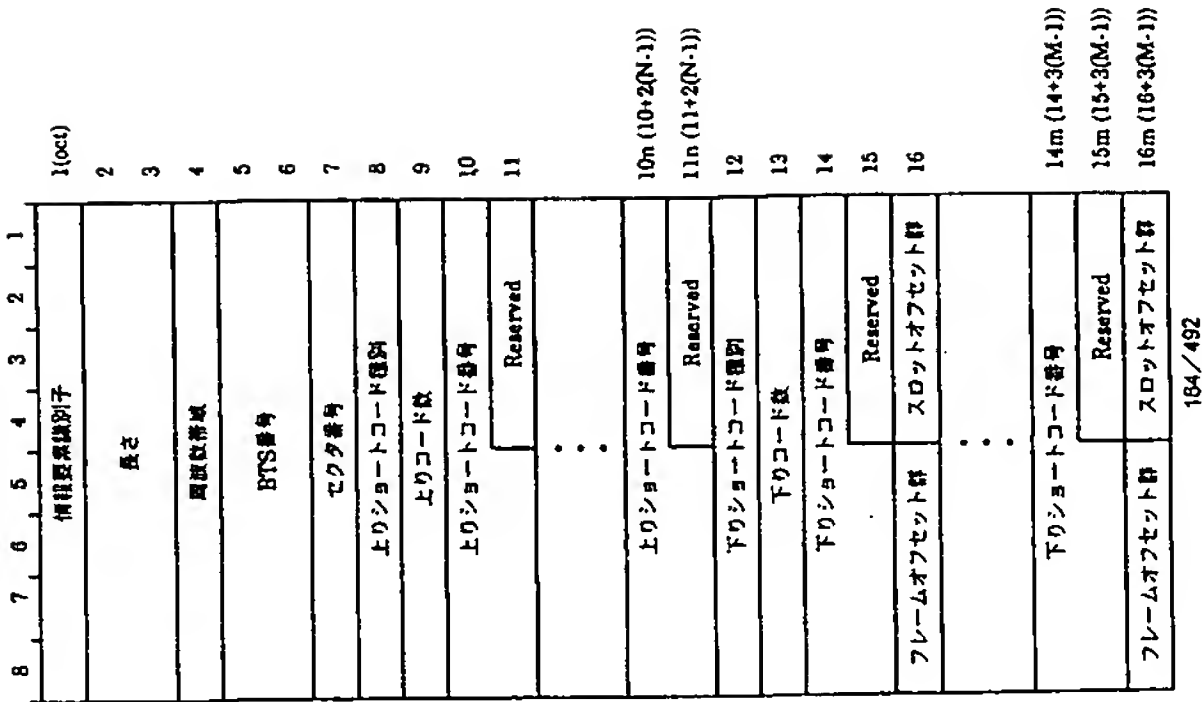 8 7 6 5 4 3 2 1
情報要素識別子 1(oct)
長さ 2
3
周波数帯域 4
BTS番号 5
6
セクタ番号 7
上りショートコード種別 8
上りコード数 9
上りショートコード番号 10
Reserved 11
・・・
上りショートコード番号 10n (10+2(N-1))
Reserved 11n (11+2(N-1))
下りショートコード種別 12
下りコード数 13
下りショートコード番号 14
Reserved 15
フレームオフセット群 スロットオフセット群 16
・・・
下りショートコード番号 14m (14+3(M-1))
Reserved 15m (15+3(M-1))
フレームオフセット群 スロットオフセット群 16m (16+3(M-1))
184/492